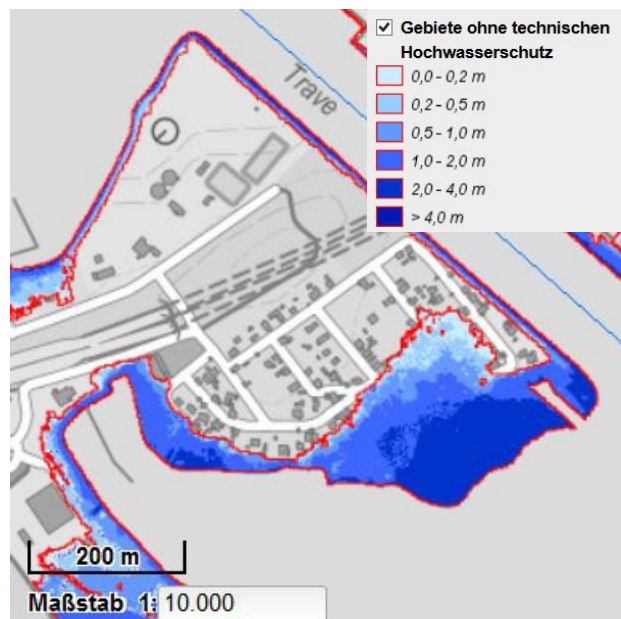 Gebiete ohne technischen
Hochwasserschutz
0,0 - 0,2 m
0,2 - 0,5 m
0,5 - 1,0 m
1,0 - 2,0 m
2,0 - 4,0 m
> 4,0 m
Trave
200 m
Maßstab 1: 10.000